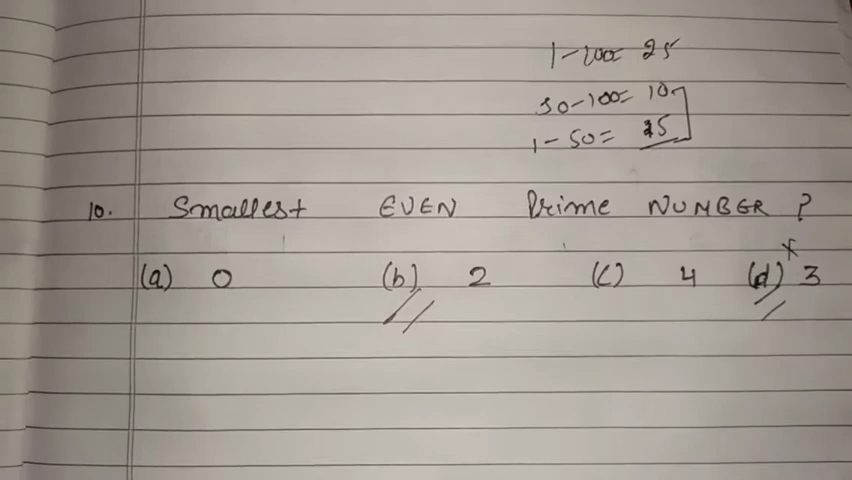 1-100= 25
50-100= 10
1-50= 15
10. Smallest EVEN Prime NUMBER ?
(a) 0 (b) 2 (c) 4 (d) 3